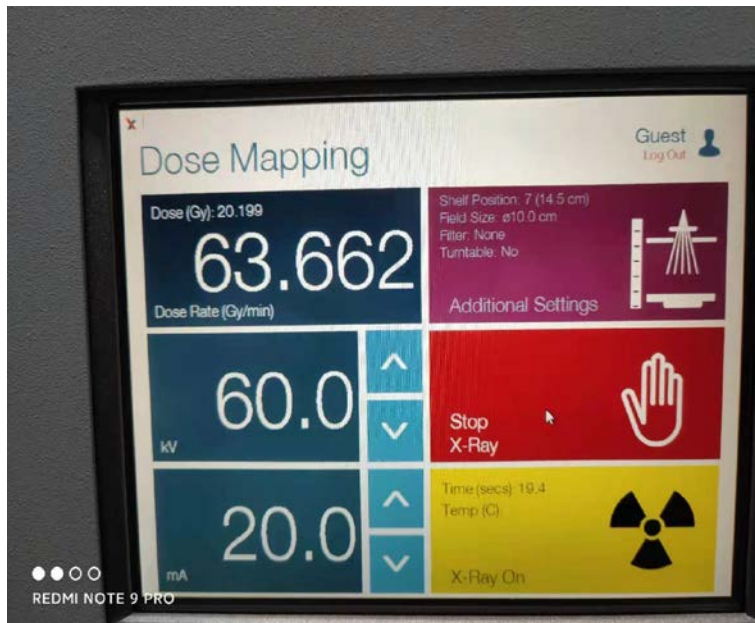 Dose Mapping
Guest
Log Out
Dose (Gy): 20.199
63.662
Dose Rate (Gy/min)
Shelf Position: 7 (14.5 cm)
Field Size: ø10.0 cm
Filter: None
Turntable: No
Additional Settings
60.0
kV
Stop
X-Ray
20.0
mA
Time (secs): 19.4
Temp (C):
X-Ray On
REDMI NOTE 9 PRO